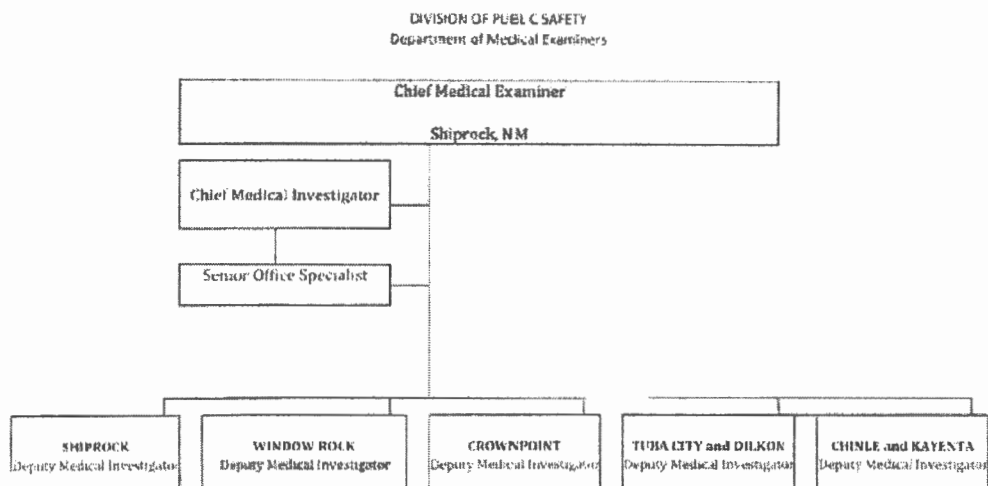 DIVISION OF PUBLIC SAFETY
Department of Medical Examiners
Chief Medical Examiner
Shiprock, NM
Chief Medical Investigator
Senior Office Specialist
SHIPROCK
Deputy Medical Investigator
WINDOW ROCK
Deputy Medical Investigator
CROWNPOINT
Deputy Medical Investigator
TUBA CITY and DILKON
Deputy Medical Investigator
CHINLE and KAYENTA
Deputy Medical Investigator